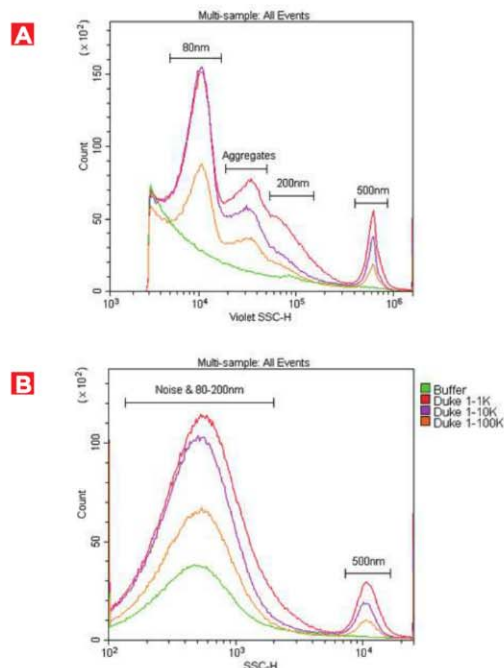 A
Multi-sample: All Events
(x 10²)
80nm
150
Aggregates
Count
100
200nm
500nm
50
0
10³ 10⁴ 10⁵ 10⁶
Violet SSC-H
B
Multi-sample: All Events
(x 10²)
Noise & 80-200nm
Buffer
Duke 1-1K
Duke 1-10K
Duke 1-100K
100
Count
50
500nm
0
10² 10³ 10⁴
SSC-H